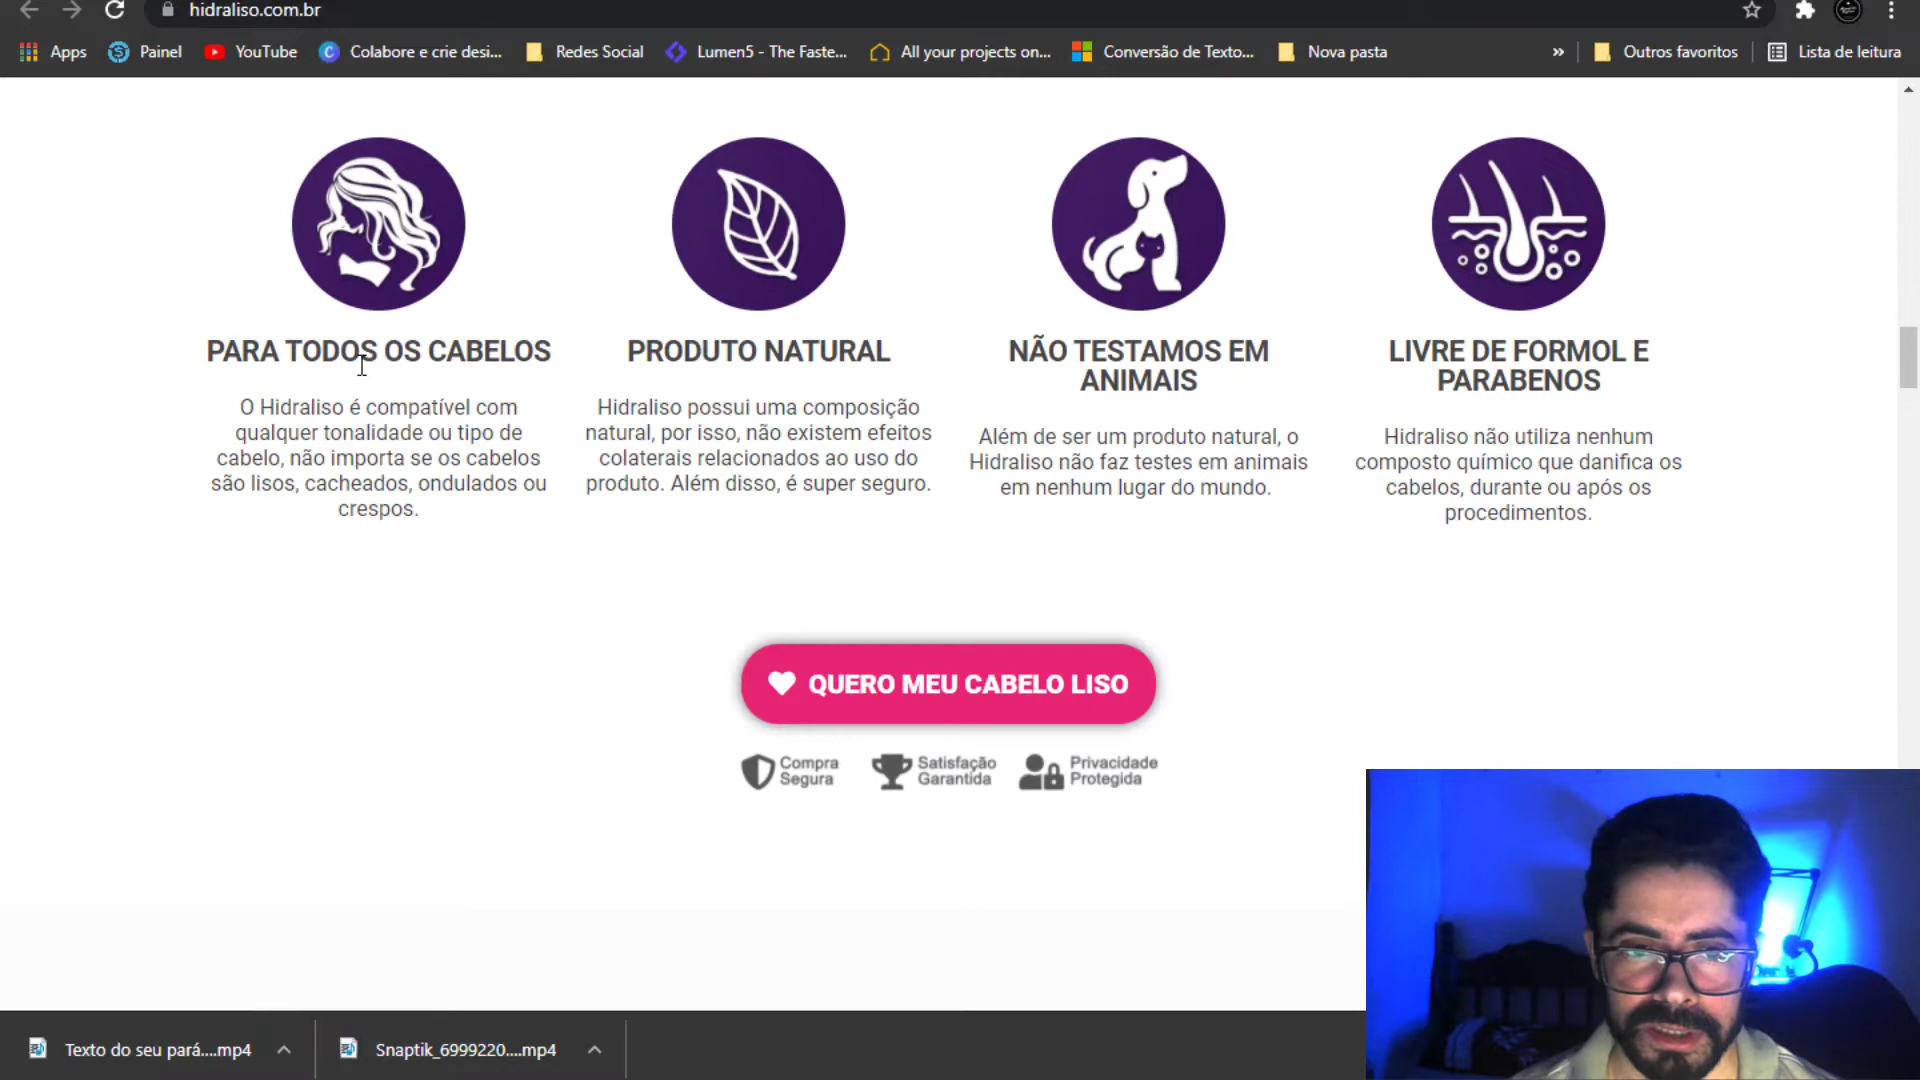 hidraliso.com.br
Apps
Painel
YouTube
Colabore e crie desi...
Redes Social
Lumen5 - The Faste...
All your projects on...
Conversão de Texto...
Nova pasta
»
Outros favoritos
Lista de leitura
PARA TODOS OS CABELOS
O Hidraliso é compatível com
qualquer tonalidade ou tipo de
cabelo, não importa se os cabelos
são lisos, cacheados, ondulados ou
crespos.
PRODUTO NATURAL
Hidraliso possui uma composição
natural, por isso, não existem efeitos
colaterais relacionados ao uso do
produto. Além disso, é super seguro.
NÃO TESTAMOS EM
ANIMAIS
Além de ser um produto natural, o
Hidraliso não faz testes em animais
em nenhum lugar do mundo.
LIVRE DE FORMOL E
PARABENOS
Hidraliso não utiliza nenhum
composto químico que danifica os
cabelos, durante ou após os
procedimentos.
QUERO MEU CABELO LISO
Compra
Segura
Satisfação
Garantida
Privacidade
Protegida
Texto do seu pará....mp4
Snaptik_6999220....mp4